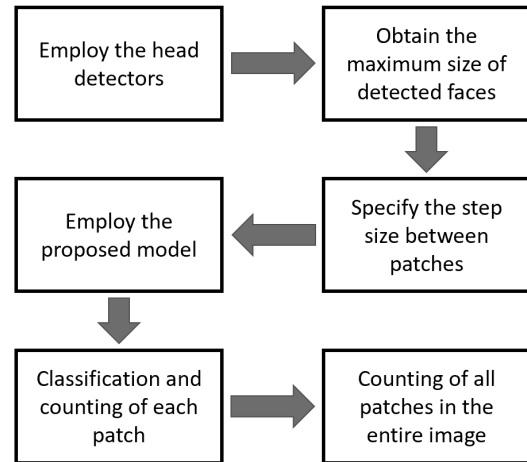 Employ the head
detectors
Obtain the
maximum size of
detected faces
Specify the step
size between
patches
Employ the
proposed model
Classification and
counting of each
patch
Counting of all
patches in the
entire image